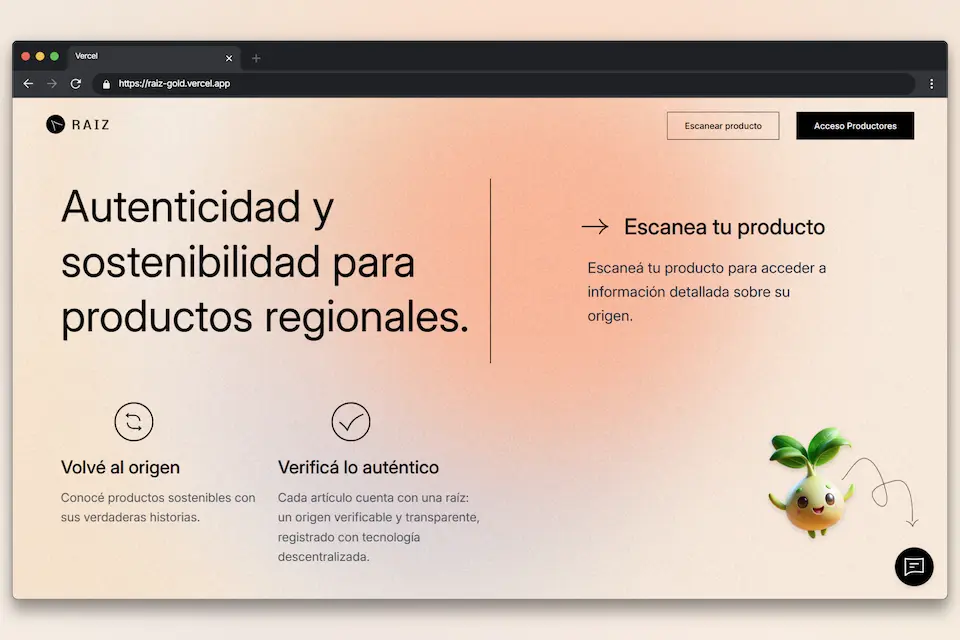 Vercel
https://raiz-gold.vercel.app
RAIZ
Escanear producto
Acceso Productores
Autenticidad y
sostenibilidad para
productos regionales.
Escanea tu producto
Escaneá tu producto para acceder a
información detallada sobre su
origen.
Volvé al origen
Conocé productos sostenibles con
sus verdaderas historias.
Verificá lo auténtico
Cada artículo cuenta con una raíz:
un origen verificable y transparente,
registrado con tecnología
descentralizada.